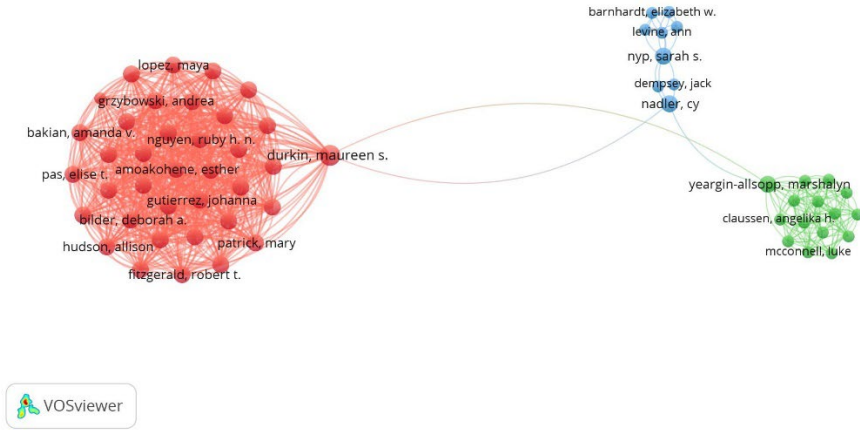 barnhardt, elizabeth w.
levine, ann
nyp, sarah s.
dempsey, jack
nadler, cy
lopez, maya
grzybowski, andrea
bakian, amanda v.
nguyen, ruby h. n.
durkin, maureen s.
pas, elise t.
amoakohene, esther
gutierrez, johanna
bilder, deborah a.
hudson, allison
patrick, mary
fitzgerald, robert t.
yeargin-allsopp, marshalyn
claussen, angelika h.
mcconnell, luke
VOSviewer